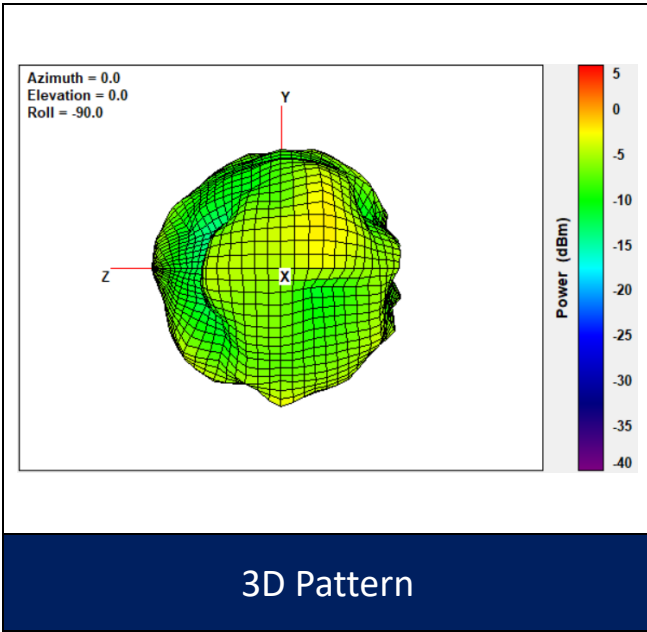 Azimuth = 0.0
Elevation = 0.0
Roll = -90.0
Y
Z
X
5
0
-5
-10
-15
-20
-25
-30
-35
-40
Power (dBm)
3D Pattern